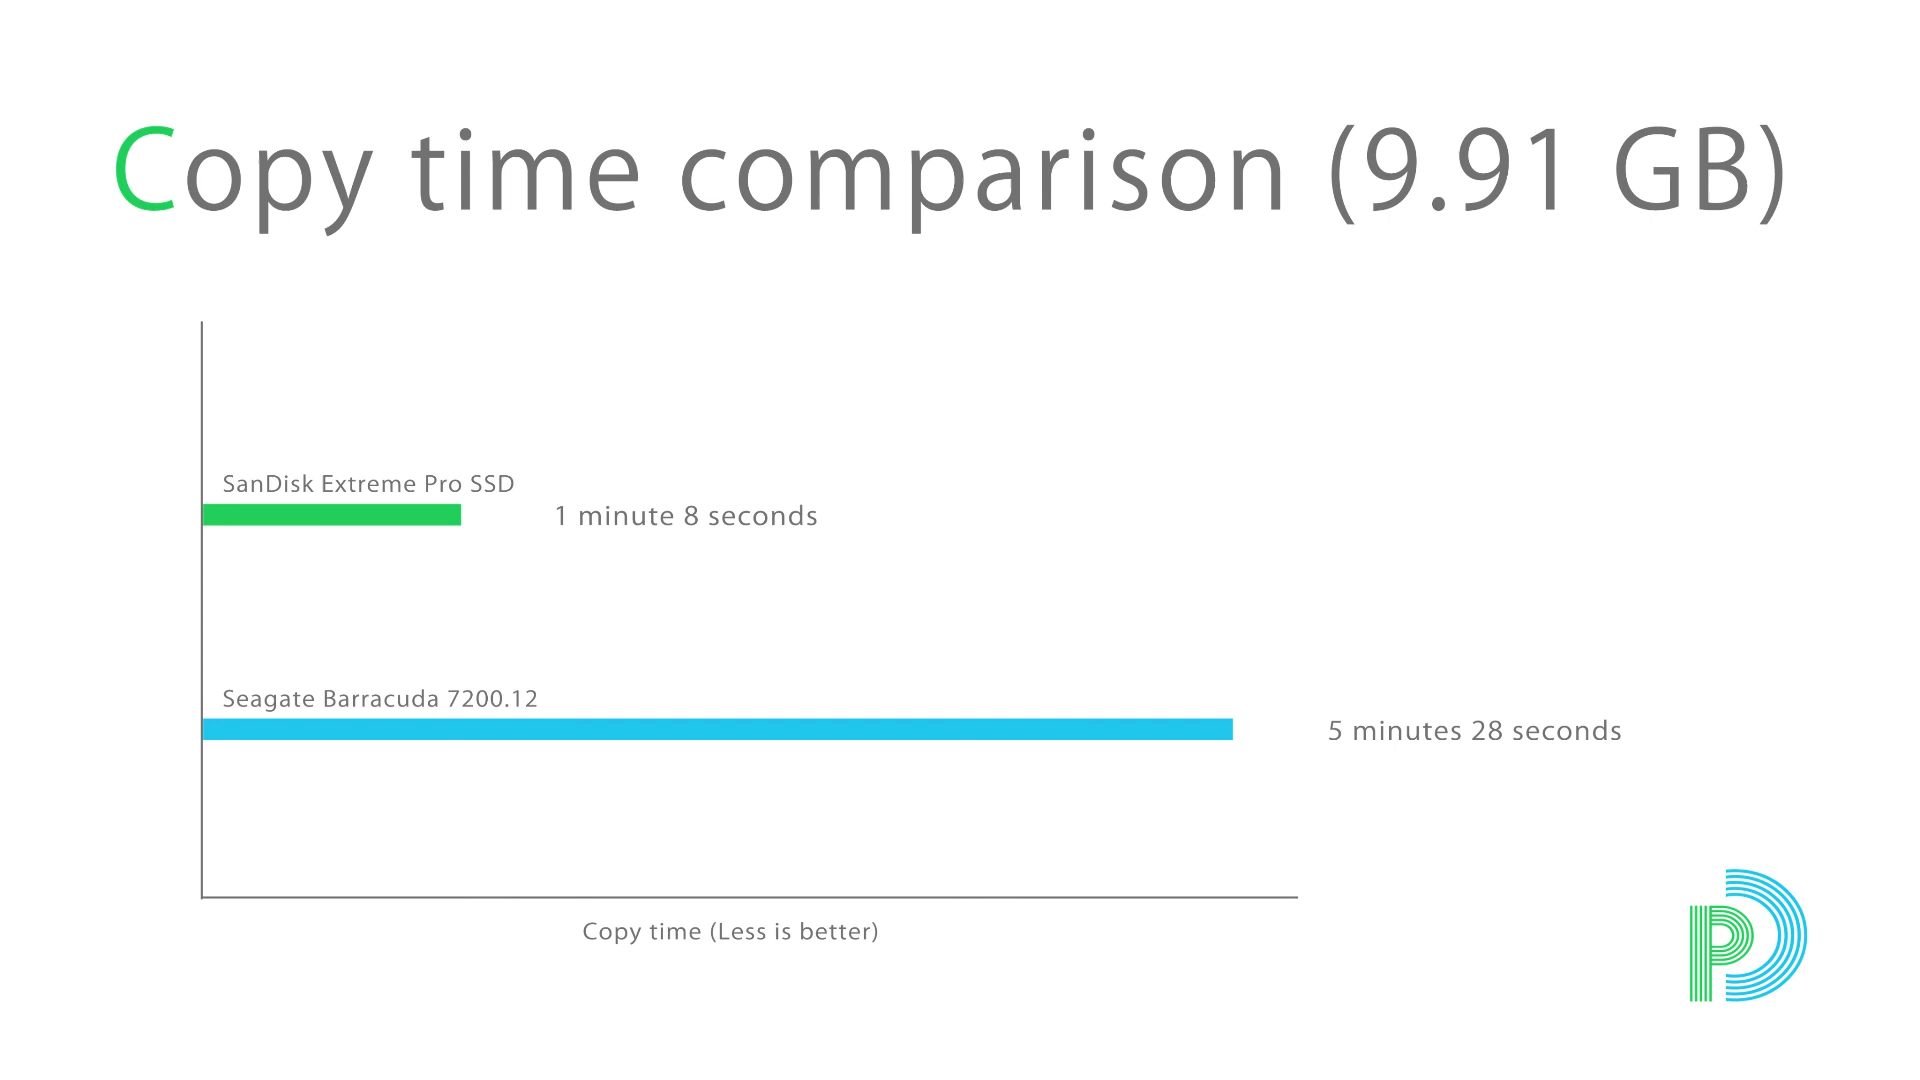 Copy time comparison (9.91 GB)
SanDisk Extreme Pro SSD
1 minute 8 seconds
Seagate Barracuda 7200.12
5 minutes 28 seconds
Copy time (Less is better)